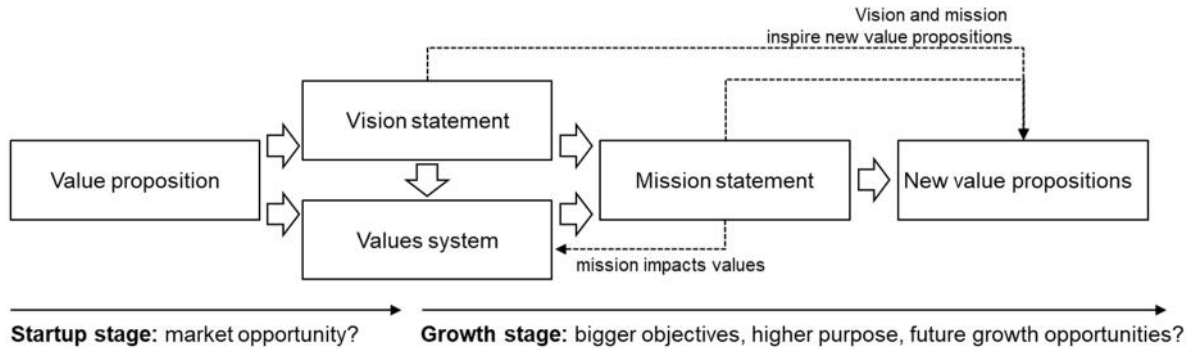 Vision and mission
inspire new value propositions
Vision statement
Value proposition
Mission statement
New value propositions
Values system
mission impacts values
Startup stage: market opportunity?
Growth stage: bigger objectives, higher purpose, future growth opportunities?